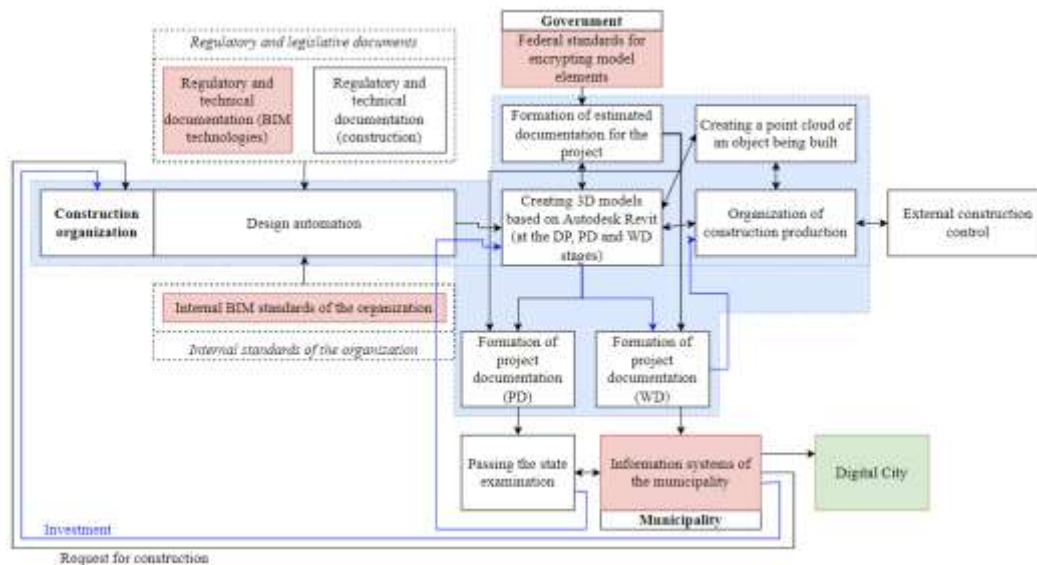 Regulatory and legislative documents
Regulatory and
technical
documentation (BIM
technologies)
Regulatory and
technical
documentation
(construction)
Government
Federal standards for
encrypting model
elements
Formation of estimated
documentation for the
project
Creating a point cloud of
an object being built
Construction
organization
Design automation
Creating 3D models
based on Autodesk Revit
(at the DP, PD and WD
stages)
Organization of
construction production
External construction
control
Internal BIM standards of the organization
Internal standards of the organization
Formation of
project
documentation
(PD)
Formation of
project
documentation
(WD)
Passing the state
examination
Information systems of
the municipality
Municipality
Digital City
Investment
Request for construction